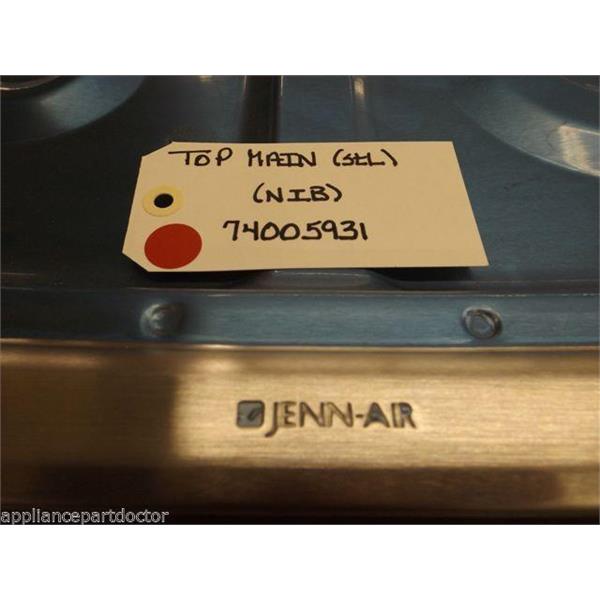 TOP MAIN (StL)
(NIB)
74005931
JENN-AIR
appliancepartdoctor